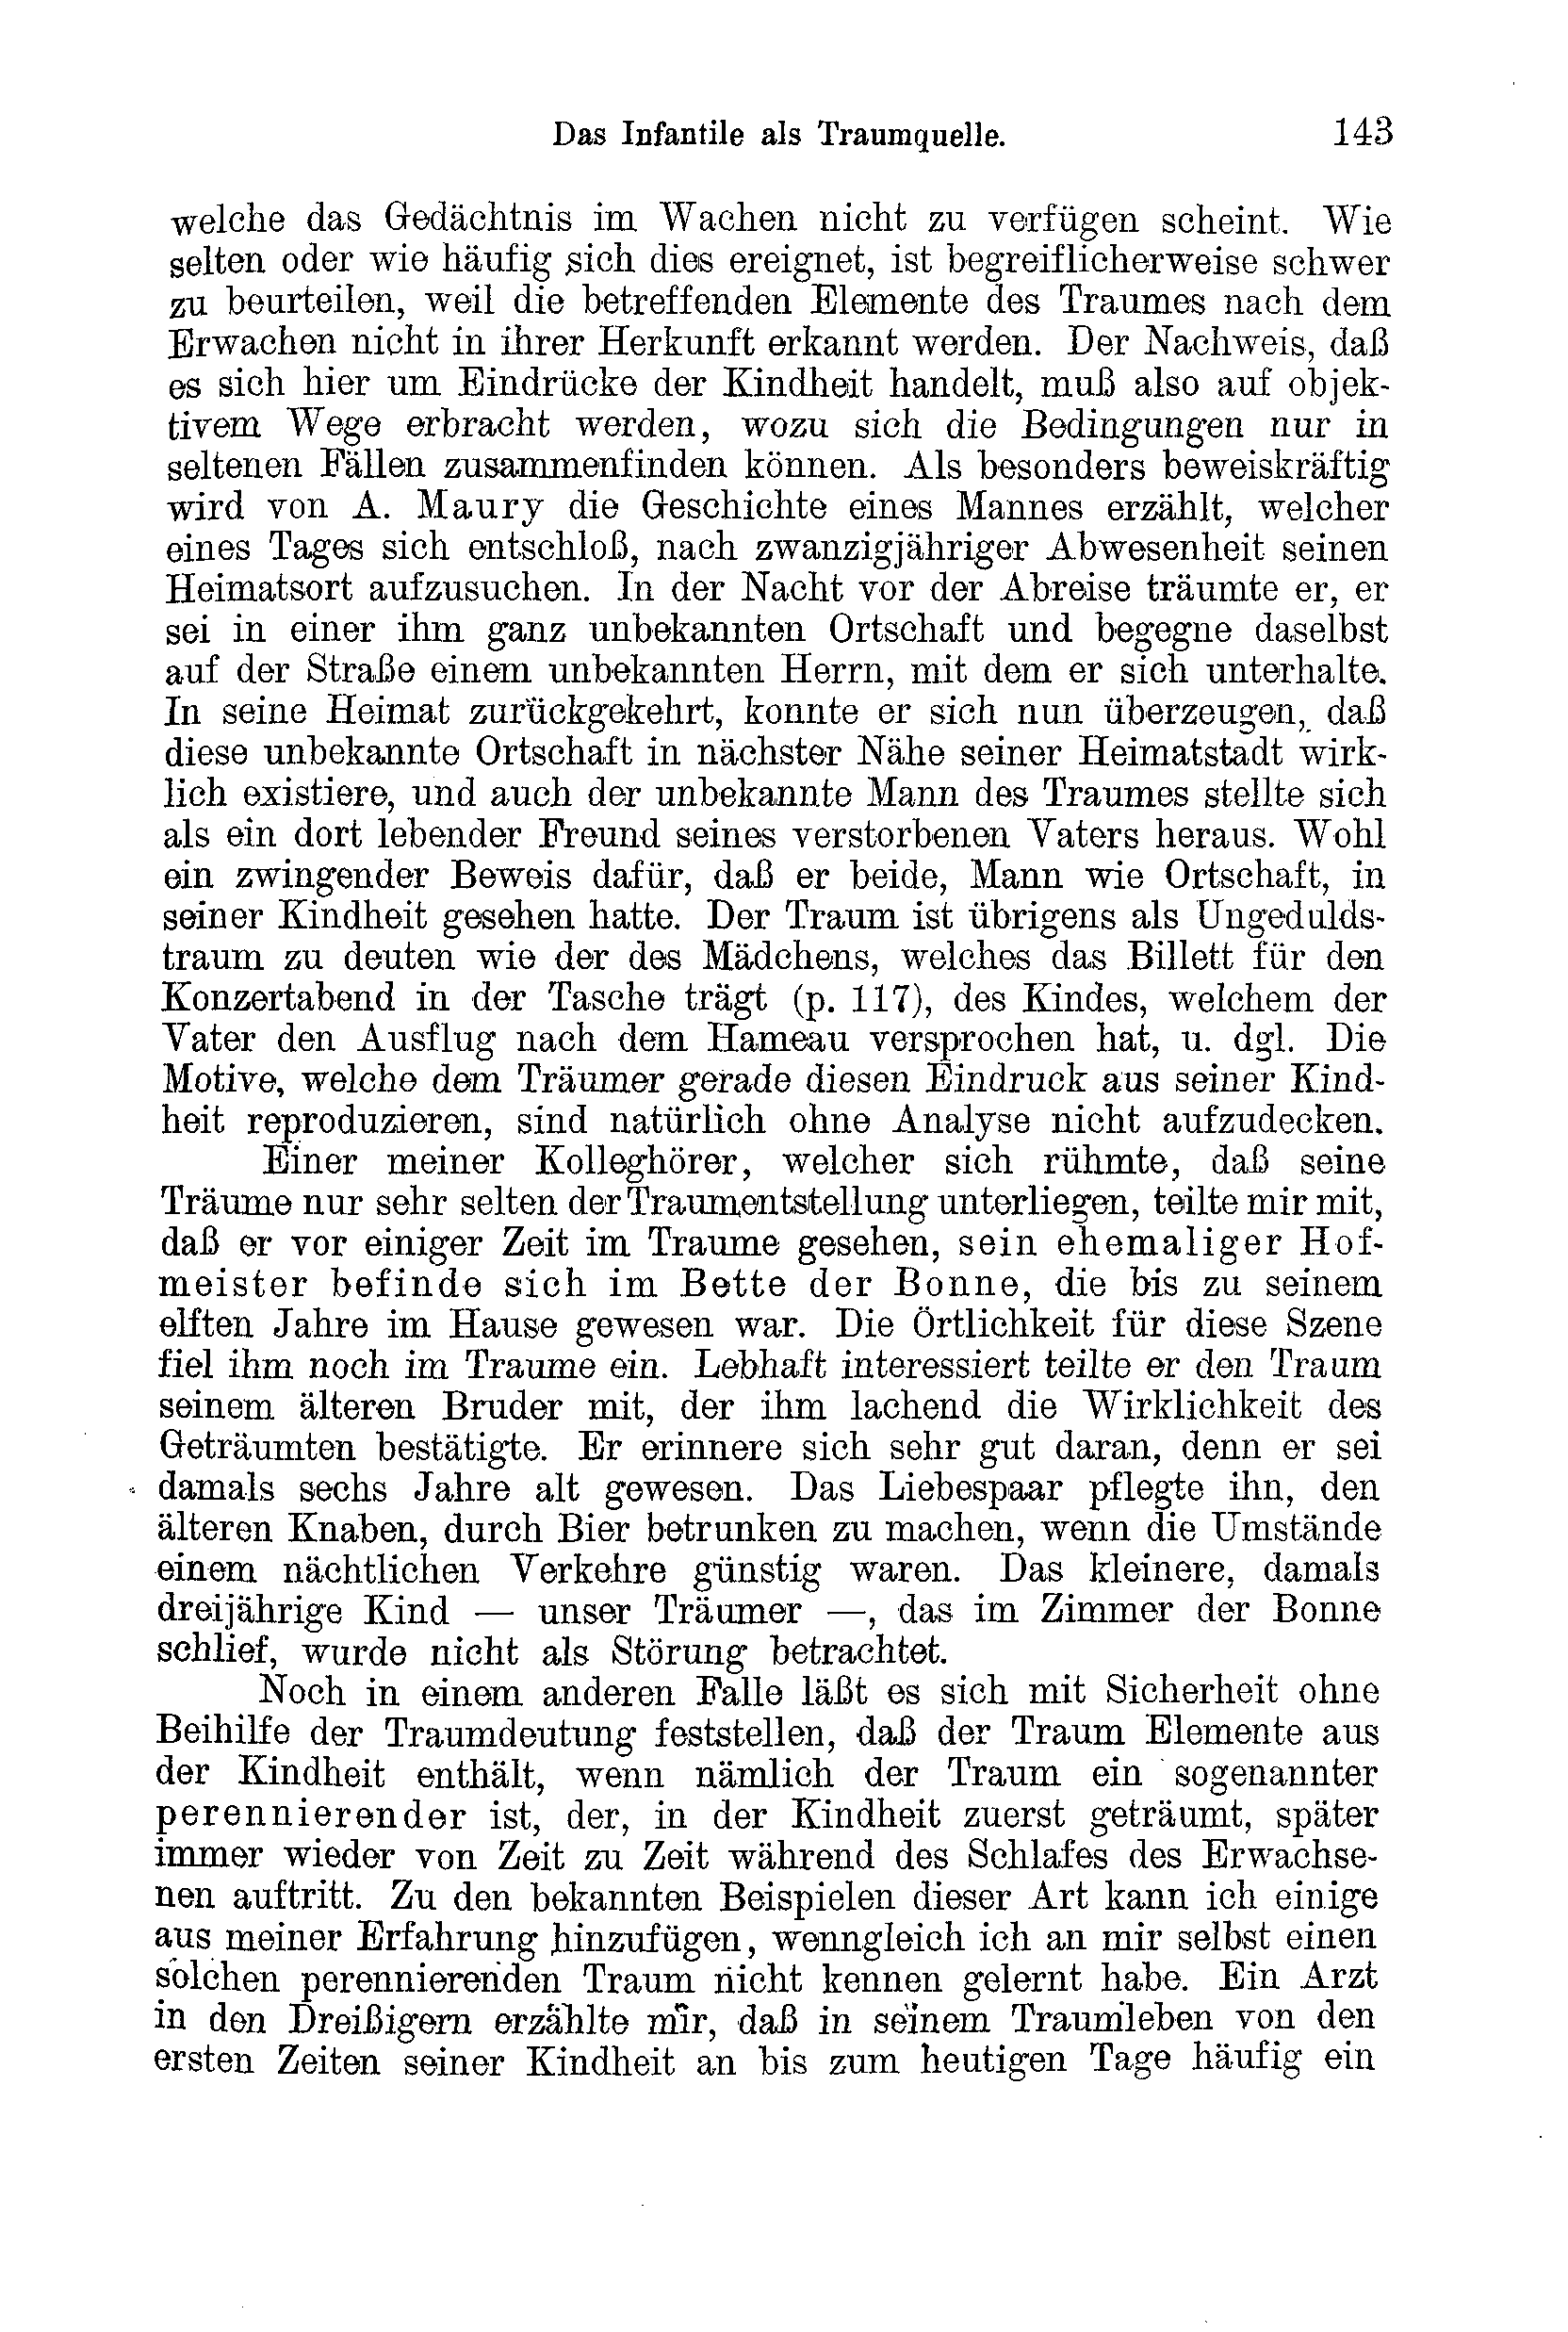 Das Infantile als Traumquelle. 143
welche das Gedächtnis im Wachen nicht zu verfügen scheint. Wie
selten oder wie häufig sich dies ereignet, ist begreiflicherweise schwer
zu beurteilen, weil die betreffenden Elemente des Traumes nach dem
Erwachen nicht in ihrer Herkunft erkannt werden. Der Nachweis, daß
es sich hier um Eindrücke der Kindheit handelt, muß also auf objek-
tivem Wege erbracht werden, wozu sich die Bedingungen nur in
seltenen Fällen zusammenfinden können. Als besonders beweiskräftig
wird von A. Maury die Geschichte eines Mannes erzählt, welcher
eines Tages sich entschloß, nach zwanzigjähriger Abwesenheit seinen
Heimatsort aufzusuchen. In der Nacht vor der Abreise träumte er, er
sei in einer ihm ganz unbekannten Ortschaft und begegne daselbst
auf der Straße einem unbekannten Herrn, mit dem er sich unterhalte.
In seine Heimat zurückgekehrt, konnte er sich nun überzeugen, daß
diese unbekannte Ortschaft in nächster Nähe seiner Heimatstadt wirk-
lich existiere, und auch der unbekannte Mann des Traumes stellte sich
als ein dort lebender Freund seines verstorbenen Vaters heraus. Wohl
ein zwingender Beweis dafür, daß er beide, Mann wie Ortschaft, in
seiner Kindheit gesehen hatte. Der Traum ist übrigens als Ungedulds-
traum zu deuten wie der des Mädchens, welches das Billett für den
Konzertabend in der Tasche trägt (p. 117), des Kindes, welchem der
Vater den Ausflug nach dem Hameau versprochen hat, u. dgl. Die
Motive, welche dem Träumer gerade diesen Eindruck aus seiner Kind-
heit reproduzieren, sind natürlich ohne Analyse nicht aufzudecken.
Einer meiner Kolleghörer, welcher sich rühmte, daß seine
Träume nur sehr selten der Traumentstellung unterliegen, teilte mir mit,
daß er vor einiger Zeit im Traume gesehen, sein ehemaliger Hof-
meister befinde sich im Bette der Bonne, die bis zu seinem
elften Jahre im Hause gewesen war. Die Örtlichkeit für diese Szene
fiel ihm noch im Traume ein. Lebhaft interessiert teilte er den Traum
seinem älteren Bruder mit, der ihm lachend die Wirklichkeit des
Geträumten bestätigte. Er erinnere sich sehr gut daran, denn er sei
damals sechs Jahre alt gewesen. Das Liebespaar pflegte ihn, den
älteren Knaben, durch Bier betrunken zu machen, wenn die Umstände
einem nächtlichen Verkehre günstig waren. Das kleinere, damals
dreijährige Kind — unser Träumer —, das im Zimmer der Bonne
schlief, wurde nicht als Störung betrachtet.
Noch in einem anderen Falle läßt es sich mit Sicherheit ohne
Beihilfe der Traumdeutung feststellen, daß der Traum Elemente aus
der Kindheit enthält, wenn nämlich der Traum ein sogenannter
perennierender ist, der, in der Kindheit zuerst geträumt, später
immer wieder von Zeit zu Zeit während des Schlafes des Erwachse-
nen auftritt. Zu den bekannten Beispielen dieser Art kann ich einige
aus meiner Erfahrung hinzufügen, wenngleich ich an mir selbst einen
solchen perennierenden Traum nicht kennen gelernt habe. Ein Arzt
in den Dreißigern erzählte mir, daß in seinem Traumleben von den
ersten Zeiten seiner Kindheit an bis zum heutigen Tage häufig ein